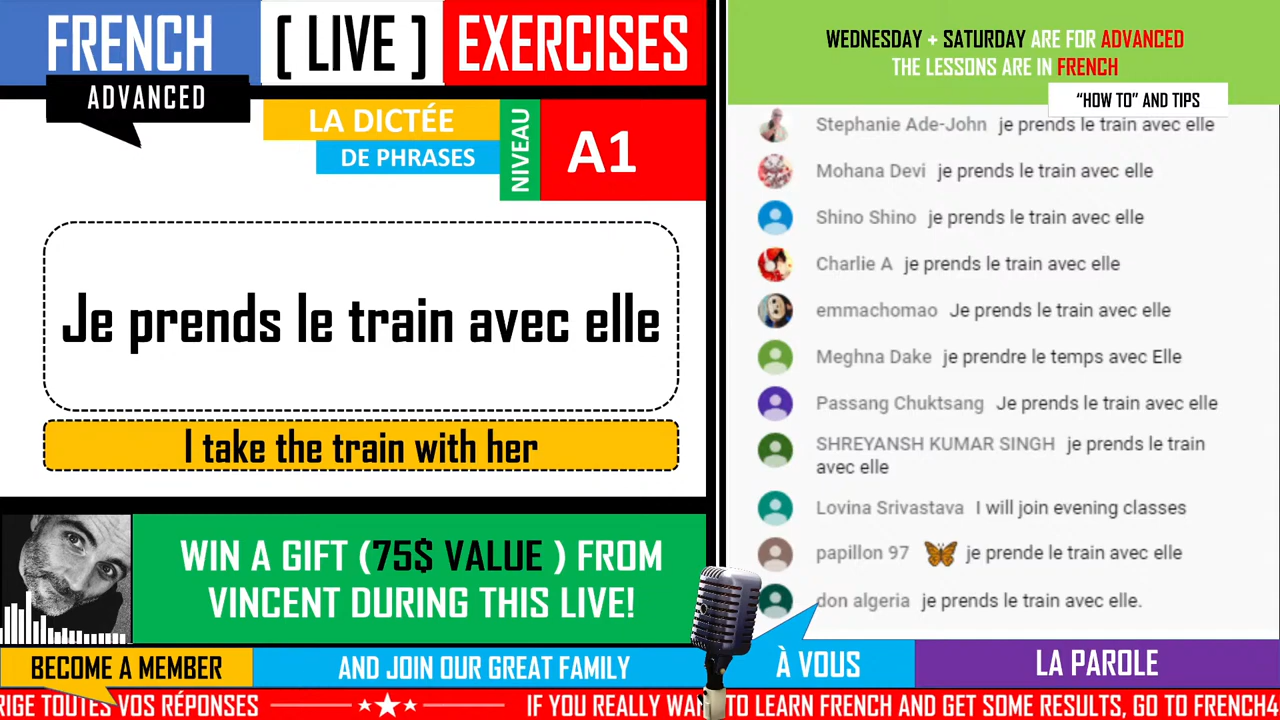 FRENCH [ LIVE ] EXERCISES
ADVANCED
LA DICTÉE
DE PHRASES
NIVEAU
A1
Je prends le train avec elle
I take the train with her
WIN A GIFT (75$ VALUE ) FROM
VINCENT DURING THIS LIVE!
BECOME A MEMBER
AND JOIN OUR GREAT FAMILY
WEDNESDAY + SATURDAY ARE FOR ADVANCED
THE LESSONS ARE IN FRENCH
“HOW TO” AND TIPS
Stephanie Ade-John je prends le train avec elle
Mohana Devi je prends le train avec elle
Shino Shino je prends le train avec elle
Charlie A je prends le train avec elle
emmachomao Je prends le train avec elle
Meghna Dake je prendre le temps avec Elle
Passang Chuktsang Je prends le train avec elle
SHREYANSH KUMAR SINGH je prends le train
avec elle
Lovina Srivastava I will join evening classes
papillon 97 je prende le train avec elle
don algeria je prends le train avec elle.
À VOUS
LA PAROLE
RIGE TOUTES VOS RÉPONSES IF YOU REALLY WAN TO LEARN FRENCH AND GET SOME RESULTS, GO TO FRENCH4